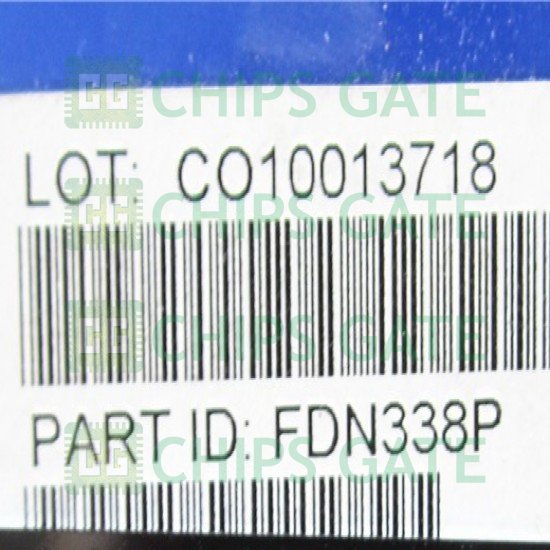 CHIPS GATE
LOT: CO10013718
CHIPS GATE
CHIPS GATE
PART ID: FDN338P
CHIPS GATE